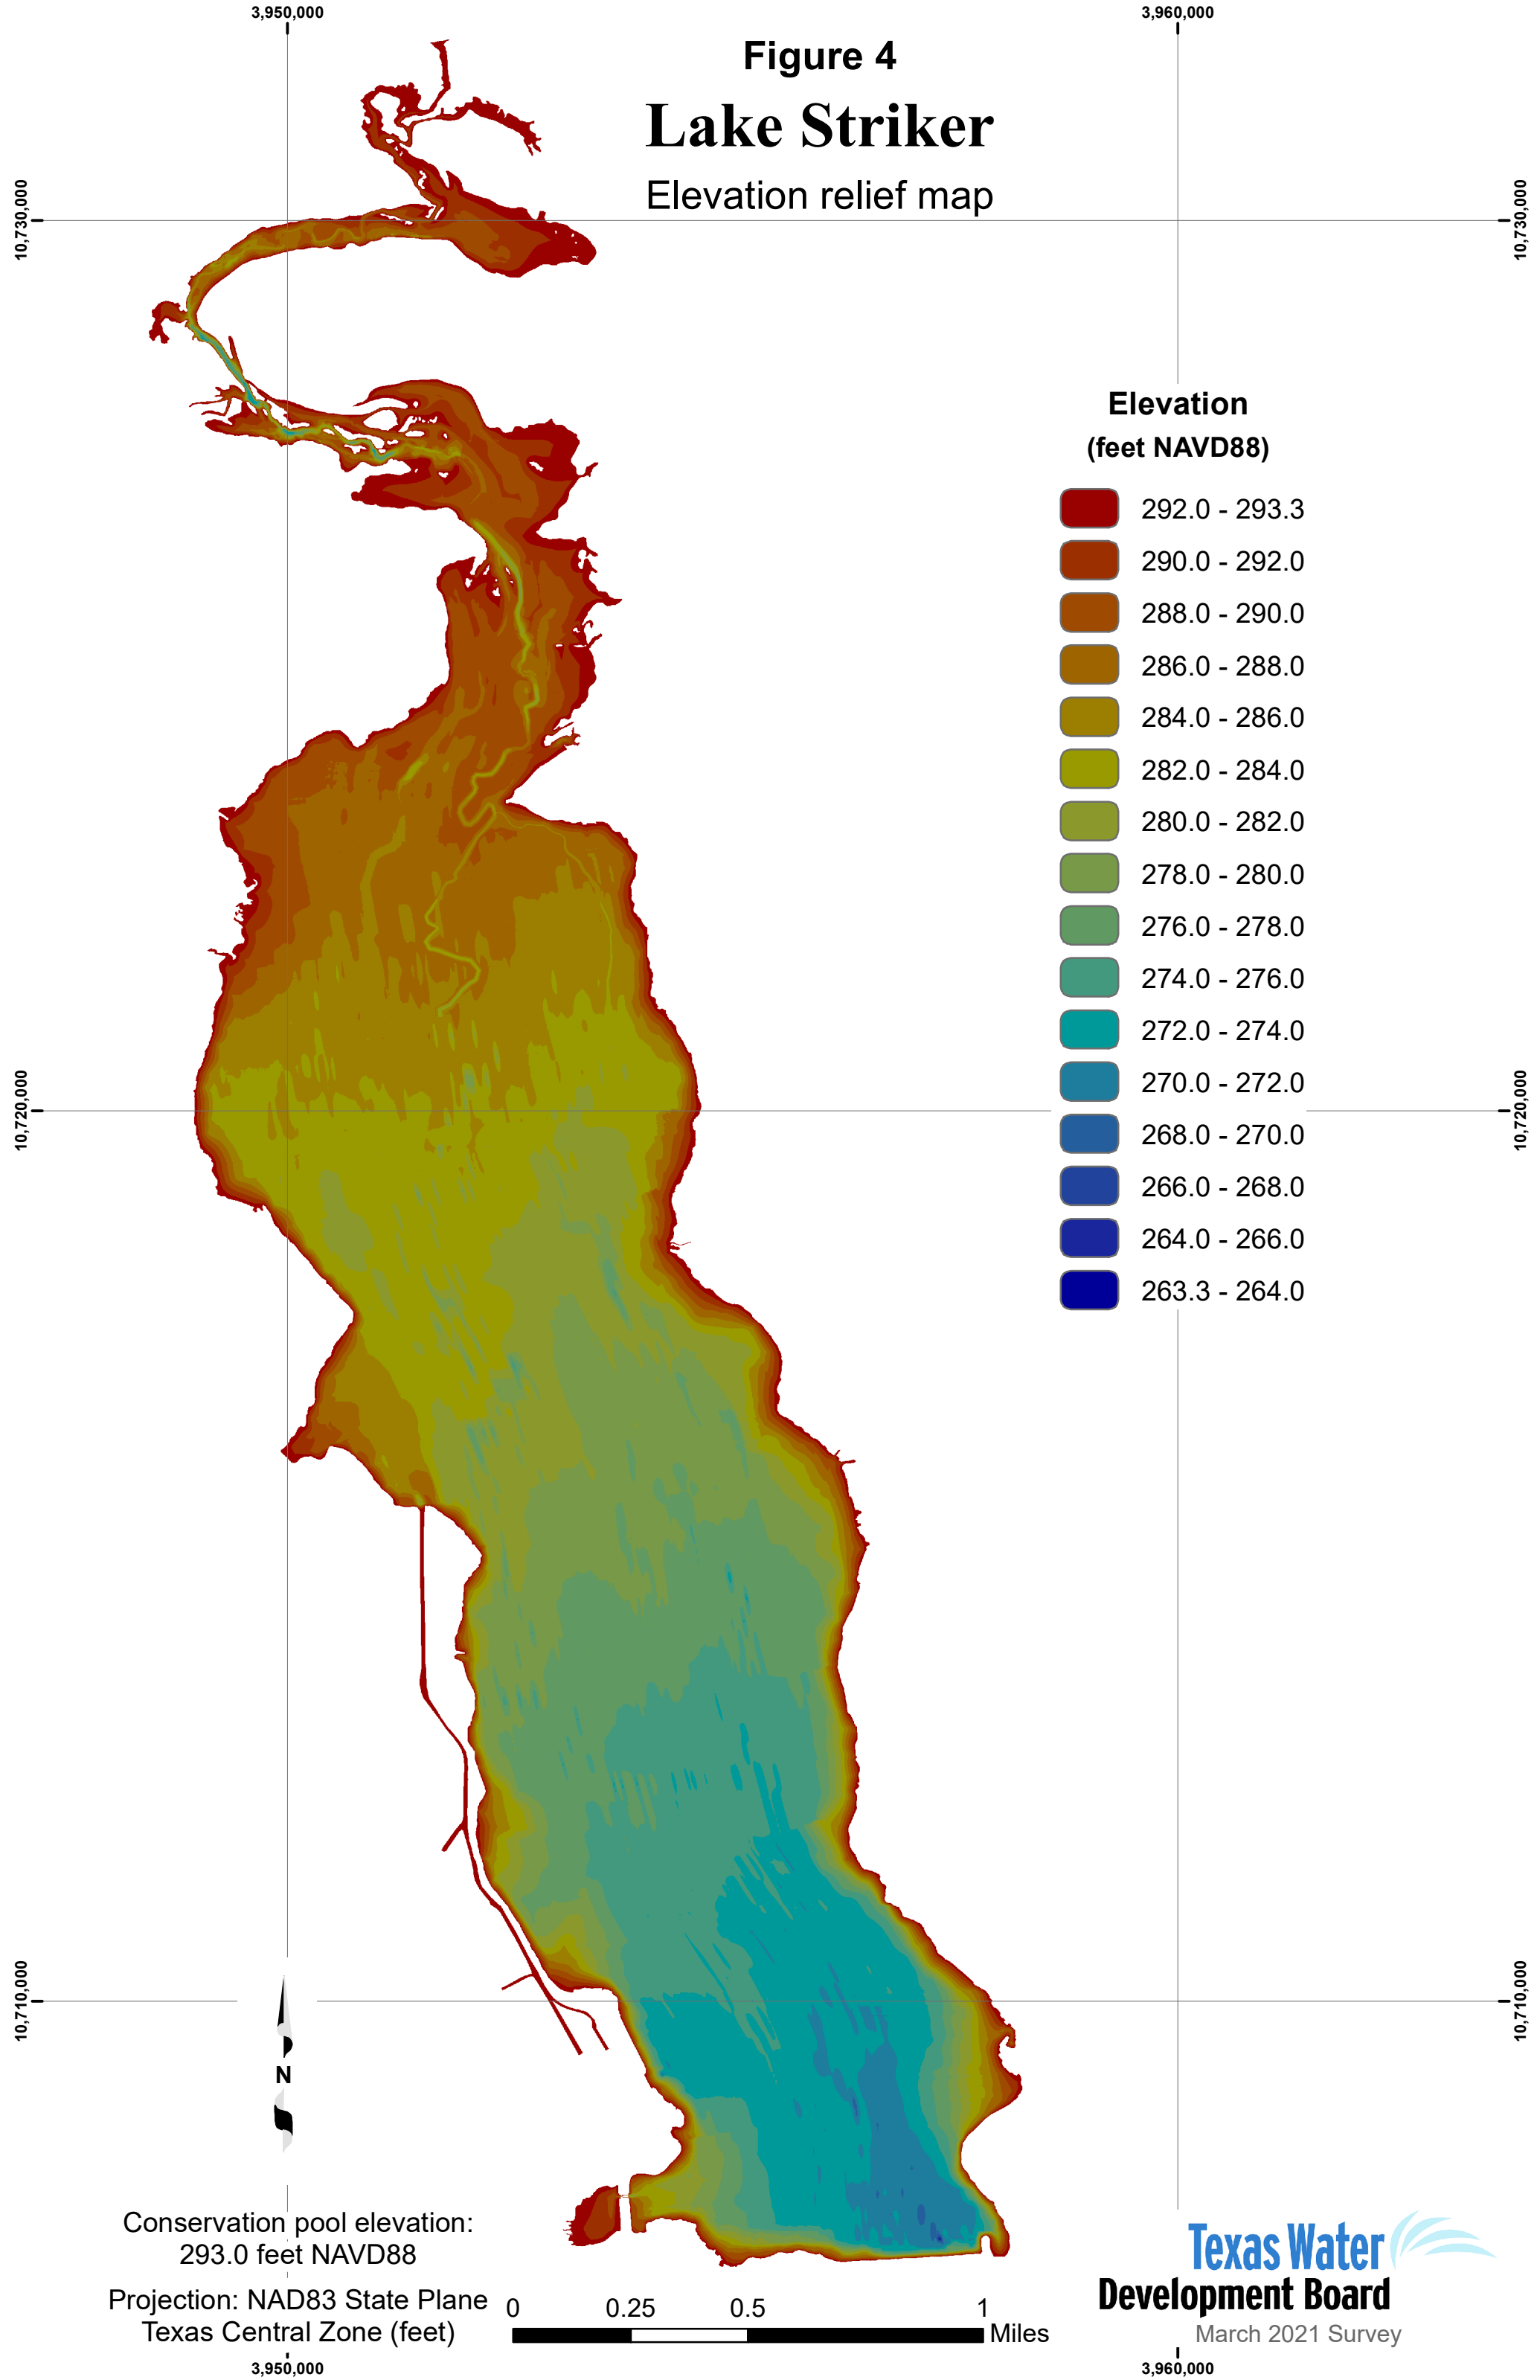 3,950,000
3,960,000
Figure 4
Lake Striker
Elevation relief map
10,730,000
10,730,000
Elevation
(feet NAVD88)
292.0 - 293.3
290.0 - 292.0
288.0 - 290.0
286.0 - 288.0
284.0 - 286.0
282.0 - 284.0
280.0 - 282.0
278.0 - 280.0
276.0 - 278.0
274.0 - 276.0
272.0 - 274.0
270.0 - 272.0
268.0 - 270.0
266.0 - 268.0
264.0 - 266.0
263.3 - 264.0
10,720,000
10,720,000
10,710,000
10,710,000
N
Conservation pool elevation:
293.0 feet NAVD88
Projection: NAD83 State Plane
Texas Central Zone (feet)
0 0.25 0.5 1
Miles
Texas Water
Development Board
March 2021 Survey
3,950,000
3,960,000